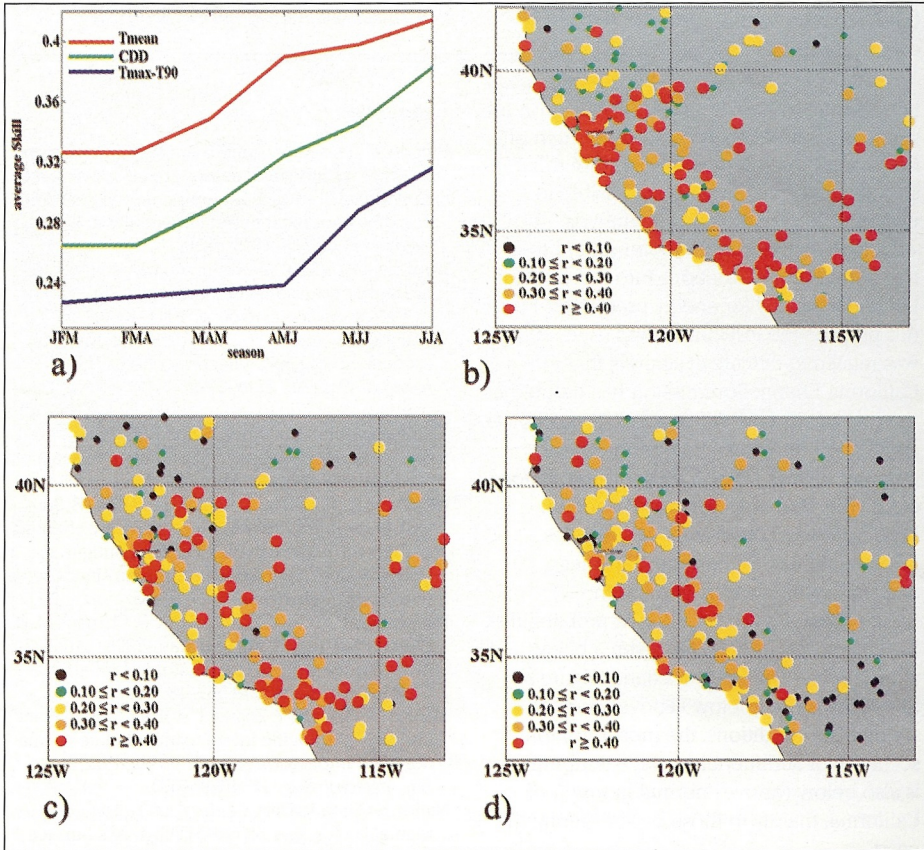 0.4
0.36
0.32
0.28
0.24
average Skill
Tmean
CDD
Tmax-T90
JFM FMA MAM AMJ MJJ JJA
season
a)
40N
35N
r < 0.10
0.10 ≦ r < 0.20
0.20 ≦ r < 0.30
0.30 ≦ r < 0.40
r ≧ 0.40
125W 120W 115W
b)
40N
35N
r < 0.10
0.10 ≦ r < 0.20
0.20 ≦ r < 0.30
0.30 ≦ r < 0.40
r ≧ 0.40
125W 120W 115W
c)
40N
35N
r < 0.10
0.10 ≦ r < 0.20
0.20 ≦ r < 0.30
0.30 ≦ r < 0.40
r ≧ 0.40
125W 120W 115W
d)